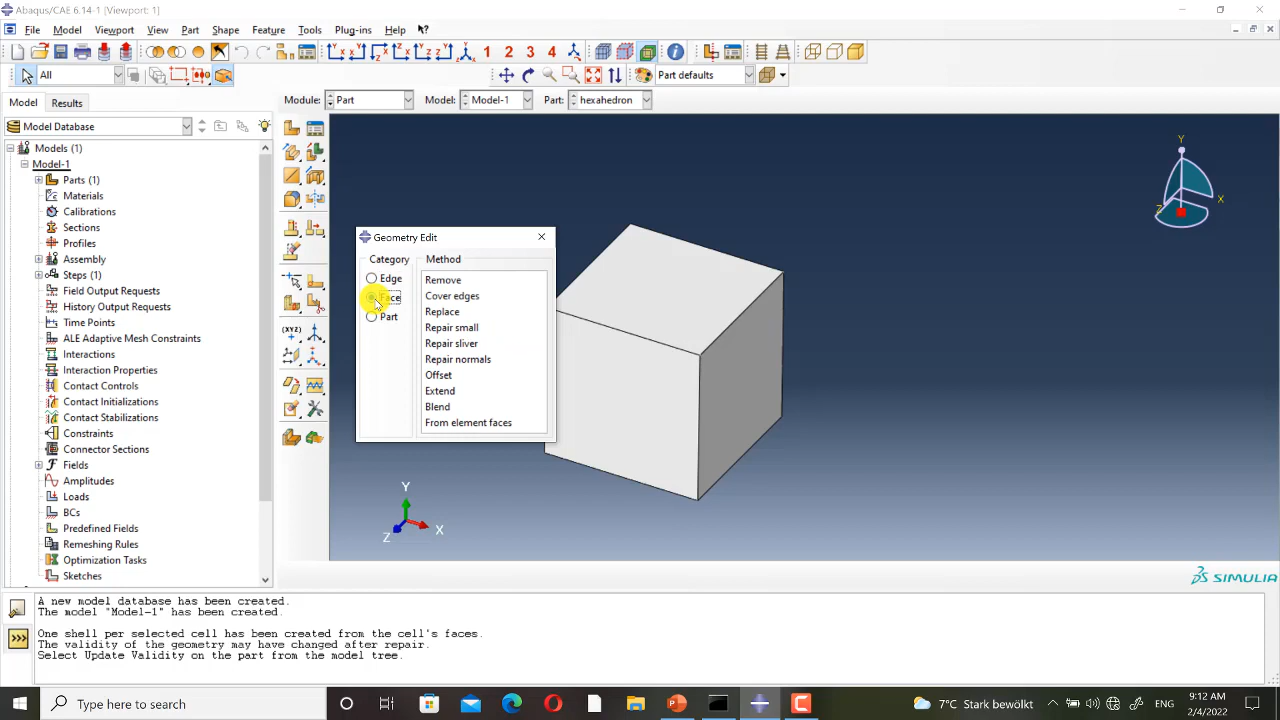 Abaqus/CAE 6.14-1 [Viewport: 1]
File Model Viewport View Part Shape Feature Tools Plug-ins Help
1 2 3 4
All Part defaults
Module: Part Model: Model-1 Part: hexahedron
Model Results
Model Database
Models (1)
Model-1
Parts (1)
Materials
Calibrations
Sections
Profiles
Assembly
Steps (1)
Field Output Requests
History Output Requests
Time Points
ALE Adaptive Mesh Constraints
Interactions
Interaction Properties
Contact Controls
Contact Initializations
Contact Stabilizations
Constraints
Connector Sections
Fields
Amplitudes
Loads
BCs
Predefined Fields
Remeshing Rules
Optimization Tasks
Sketches
(XYZ)
Geometry Edit
Category Method
Edge
Face
Part
Remove
Cover edges
Replace
Repair small
Repair sliver
Repair normals
Offset
Extend
Blend
From element faces
Y
X
Z
Y
X
Z
SIMULIA
A new model database has been created.
The model "Model-1" has been created.
One shell per selected cell has been created from the cell's faces.
The validity of the geometry may have changed after repair.
Select Update Validity on the part from the model tree.
>>>
Type here to search
7°C Stark bewölkt
ENG
9:12 AM
2/4/2022